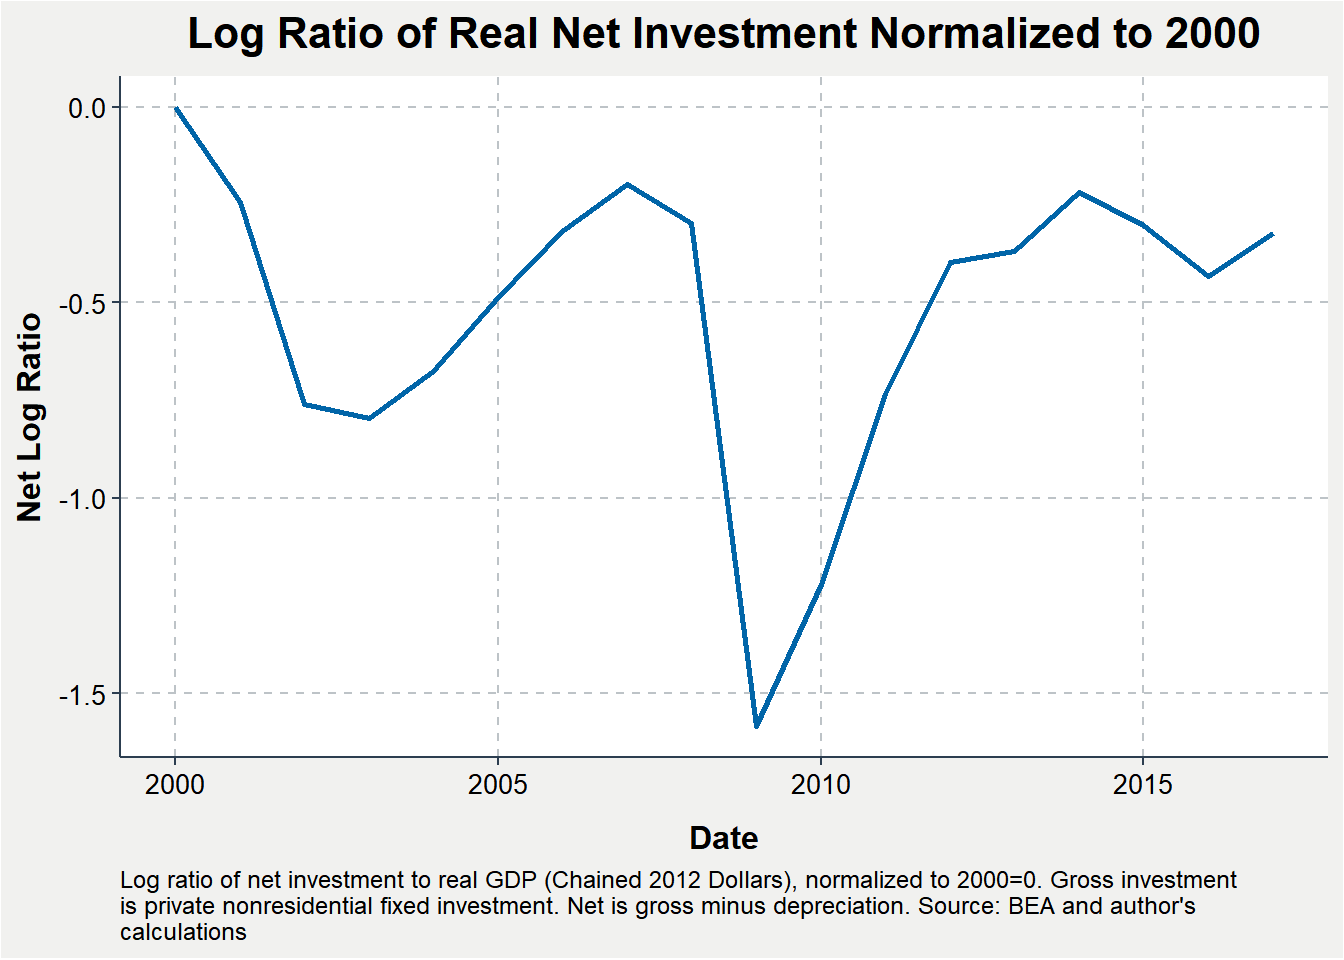 Log Ratio of Real Net Investment Normalized to 2000
Net Log Ratio
0.0
-0.5
-1.0
-1.5
2000
2005
2010
2015
Date
Log ratio of net investment to real GDP (Chained 2012 Dollars), normalized to 2000=0. Gross investment
is private nonresidential fixed investment. Net is gross minus depreciation. Source: BEA and author's
calculations